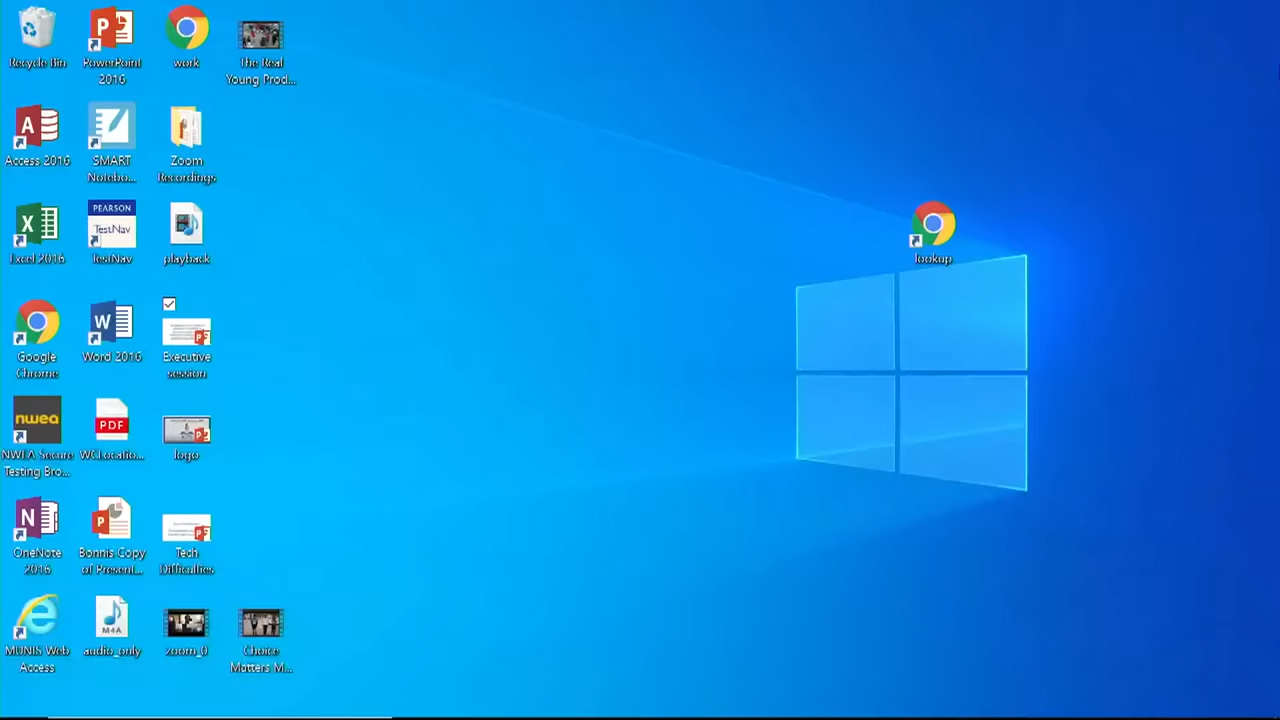 Recycle Bin
PowerPoint
2016
work
The Real
Young Prod...
Access 2016
SMART
Notebo...
Zoom
Recordings
Excel 2016
PEARSON
TestNav
TestNav
playback
lookup
Google
Chrome
Word 2016
Executive
session
nwea
NWEA Secure
Testing Bro...
PDF
WCLocatio...
logo
OneNote
2016
Bonnis Copy
of Present...
Tech
Difficulties
MUNIS Web
Access
M4A
audio_only
zoom_0
Choice
Matters M...